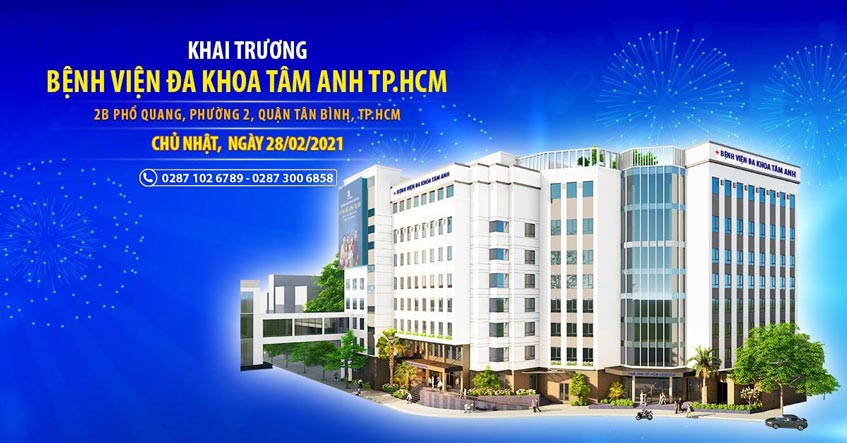 KHAI TRƯƠNG
BỆNH VIỆN ĐA KHOA TÂM ANH TP.HCM
2B PHỔ QUANG, PHƯỜNG 2, QUẬN TÂN BÌNH, TP.HCM
CHỦ NHẬT, NGÀY 28/02/2021
0287 102 6789 - 0287 300 6858
BỆNH VIỆN ĐA KHOA TÂM ANH
BỆNH VIỆN ĐA KHOA TÂM ANH